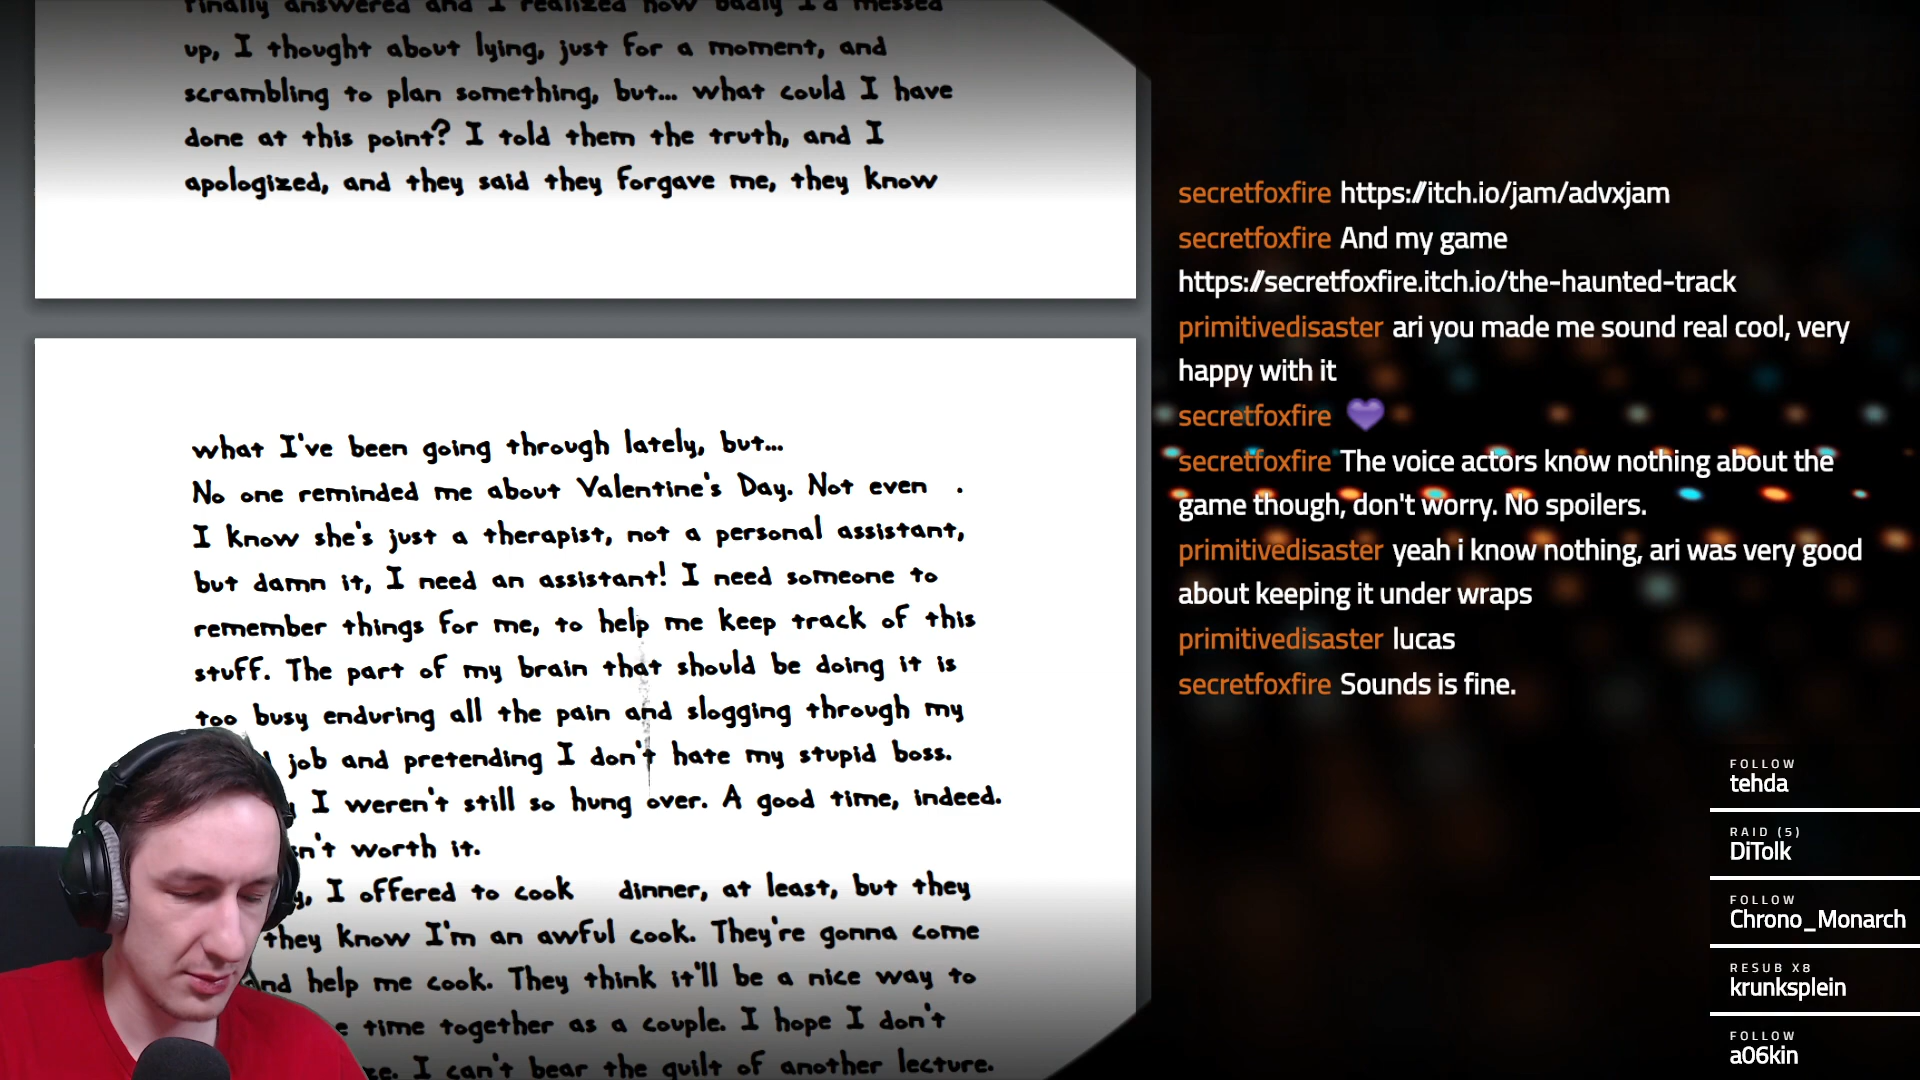 finally answered and I realized how badly I'd messed
up, I thought about lying, just for a moment, and
scrambling to plan something, but... what could I have
done at this point? I told them the truth, and I
apologized, and they said they forgave me, they know
what I've been going through lately, but...
No one reminded me about Valentine's Day. Not even .
I know she's just a therapist, not a personal assistant,
but damn it, I need an assistant! I need someone to
remember things for me, to help me keep track of this
stuff. The part of my brain that should be doing it is
too busy enduring all the pain and slogging through my
job and pretending I don't hate my stupid boss.
I weren't still so hung over. A good time, indeed.
worth it.
I offered to cook dinner, at least, but they
they know I'm an awful cook. They're gonna come
and help me cook. They think it'll be a nice way to
time together as a couple. I hope I don't
I can't bear the guilt of another lecture.
secretfoxfire https://itch.io/jam/advxjam
secretfoxfire And my game
https://secretfoxfire.itch.io/the-haunted-track
primitivedisaster ari you made me sound real cool, very
happy with it
secretfoxfire 💜
secretfoxfire The voice actors know nothing about the
game though, don't worry. No spoilers.
primitivedisaster yeah i know nothing, ari was very good
about keeping it under wraps
primitivedisaster lucas
secretfoxfire Sounds is fine.
FOLLOW
tehda
RAID (5)
DiTolk
FOLLOW
Chrono_Monarch
RESUB X8
krunksplein
FOLLOW
a06kin